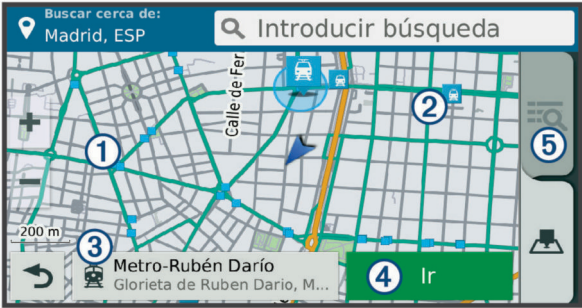 Buscar cerca de:
Madrid, ESP
Introducir búsqueda
Calle de Fer
1
2
5
200 m
3
Metro-Rubén Darío
Glorieta de Ruben Dario, M...
4
Ir